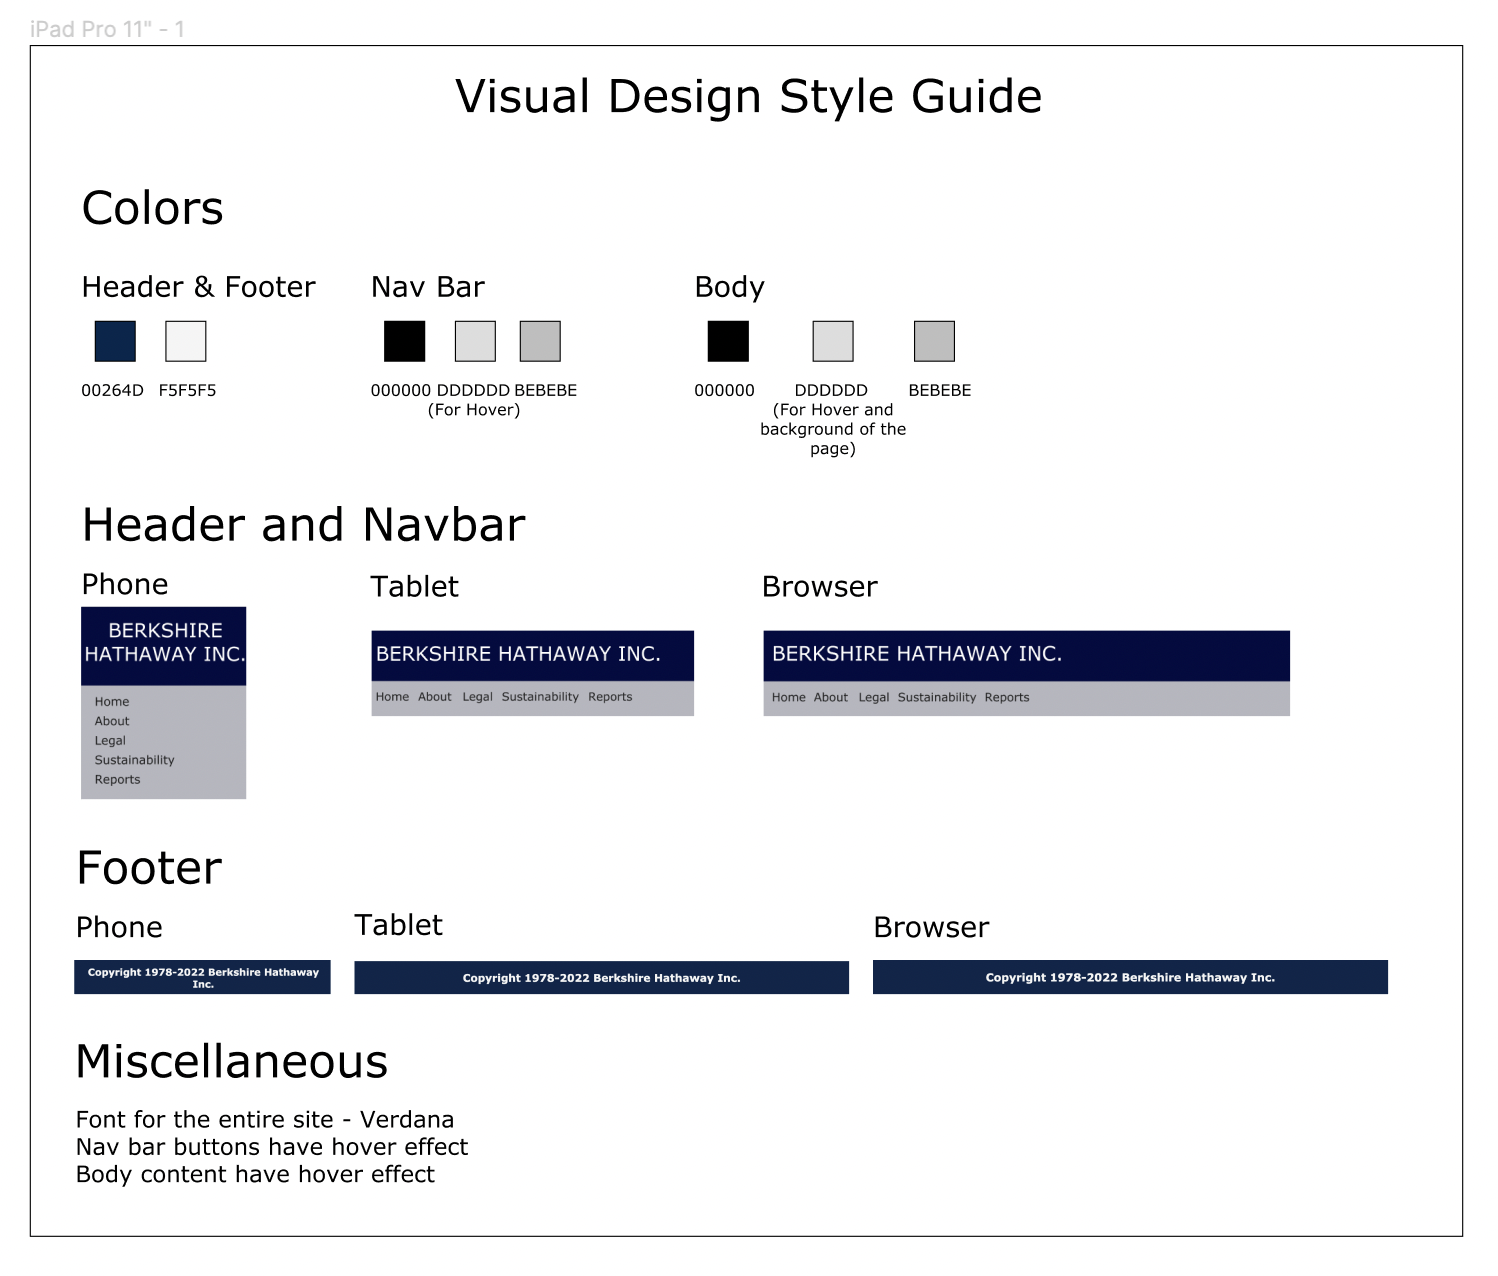 iPad Pro 11" - 1
Visual Design Style Guide
Colors
Header & Footer
00264D F5F5F5
Nav Bar
000000 DDDDDD BEBEBE
(For Hover)
Body
000000 DDDDDD BEBEBE
(For Hover and
background of the
page)
Header and Navbar
Phone
BERKSHIRE
HATHAWAY INC.
Home
About
Legal
Sustainability
Reports
Tablet
BERKSHIRE HATHAWAY INC.
Home About Legal Sustainability Reports
Browser
BERKSHIRE HATHAWAY INC.
Home About Legal Sustainability Reports
Footer
Phone
Copyright 1978-2022 Berkshire Hathaway
Inc.
Tablet
Copyright 1978-2022 Berkshire Hathaway Inc.
Browser
Copyright 1978-2022 Berkshire Hathaway Inc.
Miscellaneous
Font for the entire site - Verdana
Nav bar buttons have hover effect
Body content have hover effect